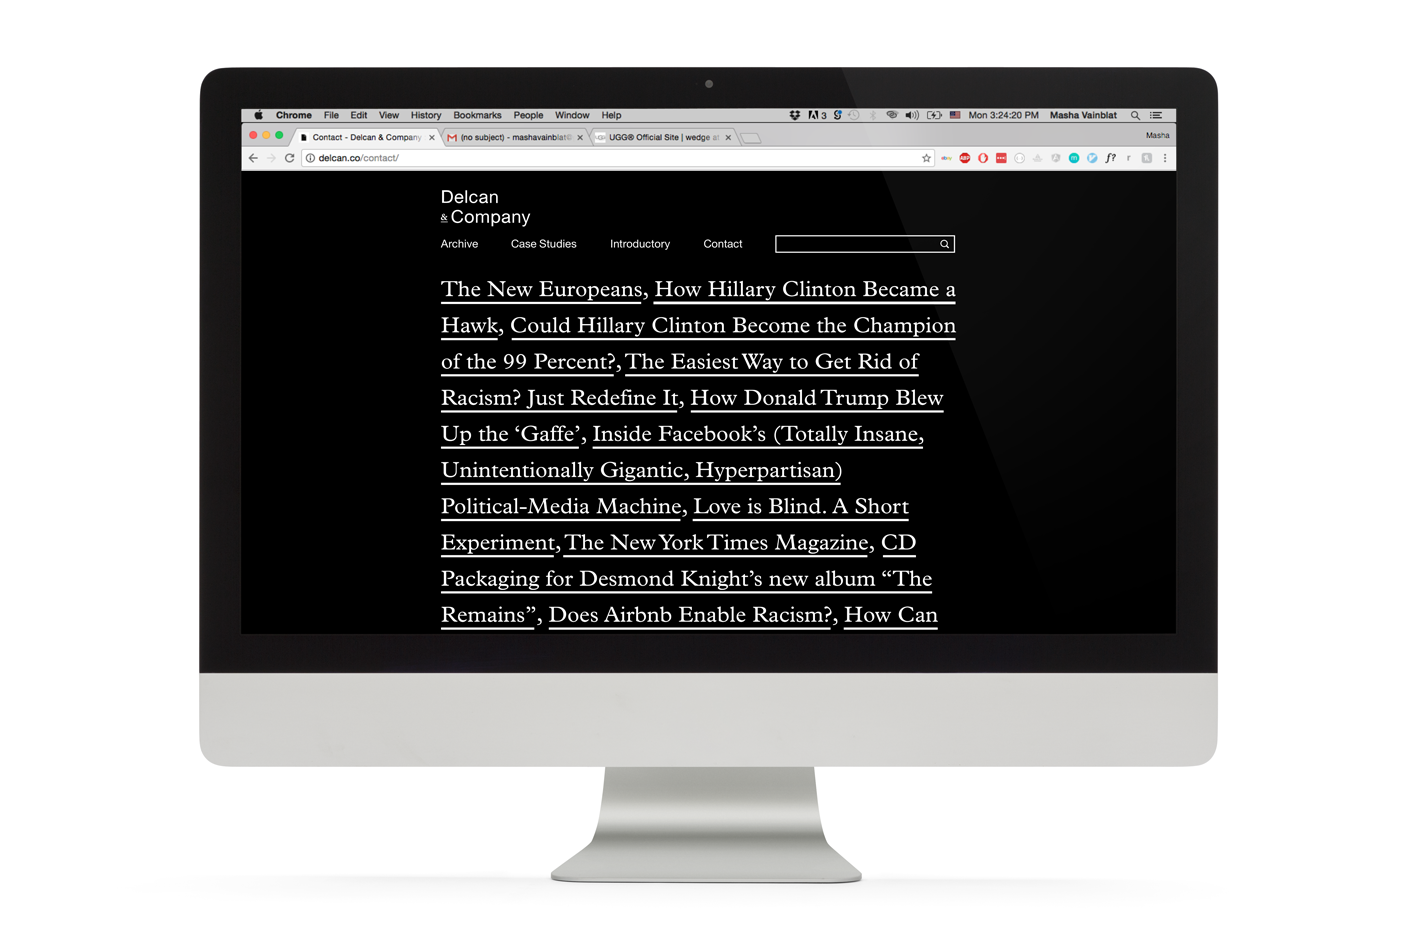 Chrome File Edit View History Bookmarks People Window Help 3 Mon 3:24:20 PM Masha Vainblat
Contact - Delcan & Company (no subject) - mashavainblat@ UGG® Official Site | wedge Masha
delcan.co/contact/ ebay ABP f? r
Delcan
& Company
Archive Case Studies Introductory Contact
The New Europeans, How Hillary Clinton Became a
Hawk, Could Hillary Clinton Become the Champion
of the 99 Percent?, The Easiest Way to Get Rid of
Racism? Just Redefine It, How Donald Trump Blew
Up the ‘Gaffe’, Inside Facebook’s (Totally Insane,
Unintentionally Gigantic, Hyperpartisan)
Political-Media Machine, Love is Blind. A Short
Experiment, The New York Times Magazine, CD
Packaging for Desmond Knight’s new album “The
Remains”, Does Airbnb Enable Racism?, How Can